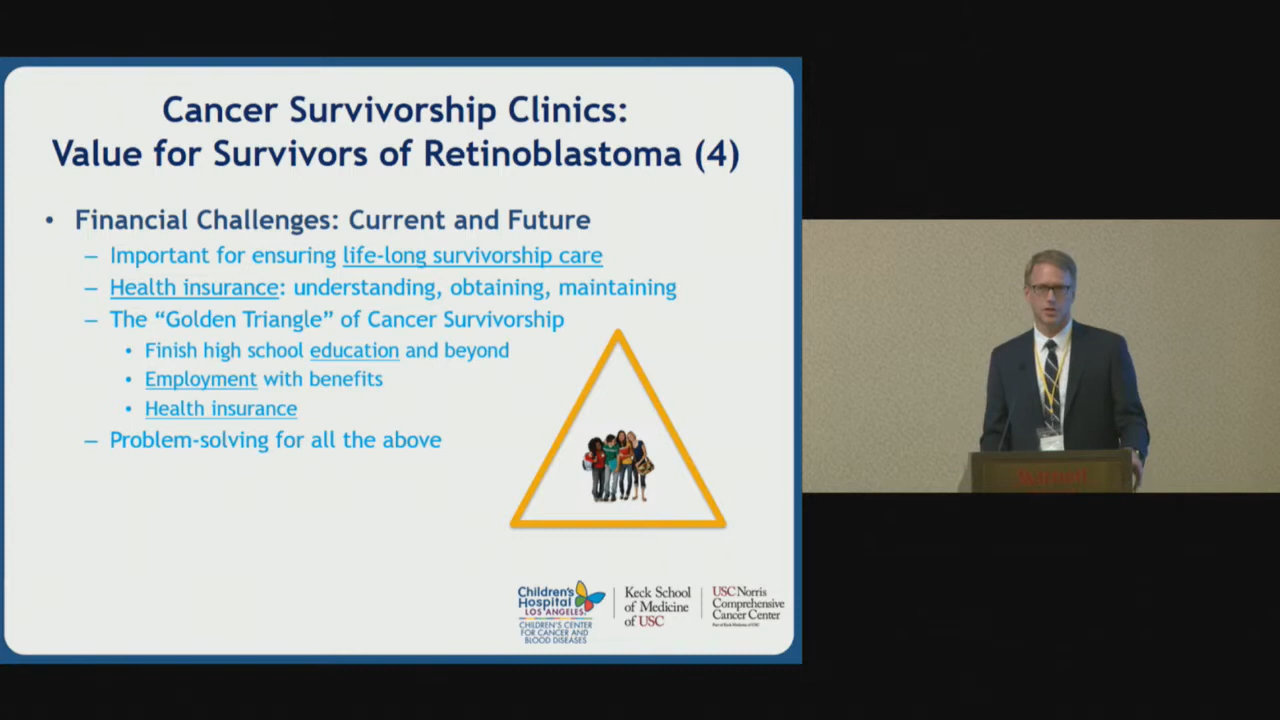 Cancer Survivorship Clinics:
Value for Survivors of Retinoblastoma (4)
• Financial Challenges: Current and Future
– Important for ensuring life-long survivorship care
– Health insurance: understanding, obtaining, maintaining
– The “Golden Triangle” of Cancer Survivorship
• Finish high school education and beyond
• Employment with benefits
• Health insurance
– Problem-solving for all the above
Children's
Hospital
LOS ANGELES
CHILDREN'S CENTER
FOR CANCER AND
BLOOD DISEASES
Keck School
of Medicine
of USC
USC Norris
Comprehensive
Cancer Center
Part of Keck Medicine of USC
Marriott